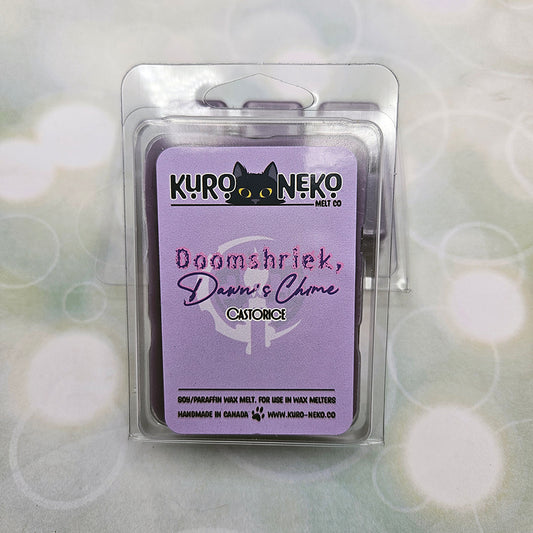 KURO NEKO
MELT CO
Doomshriek,
Dawn's Chime
CASTORICE
SOY/PARAFFIN WAX MELT. FOR USE IN WAX MELTERS
HANDMADE IN CANADA WWW.KURO-NEKO.CO